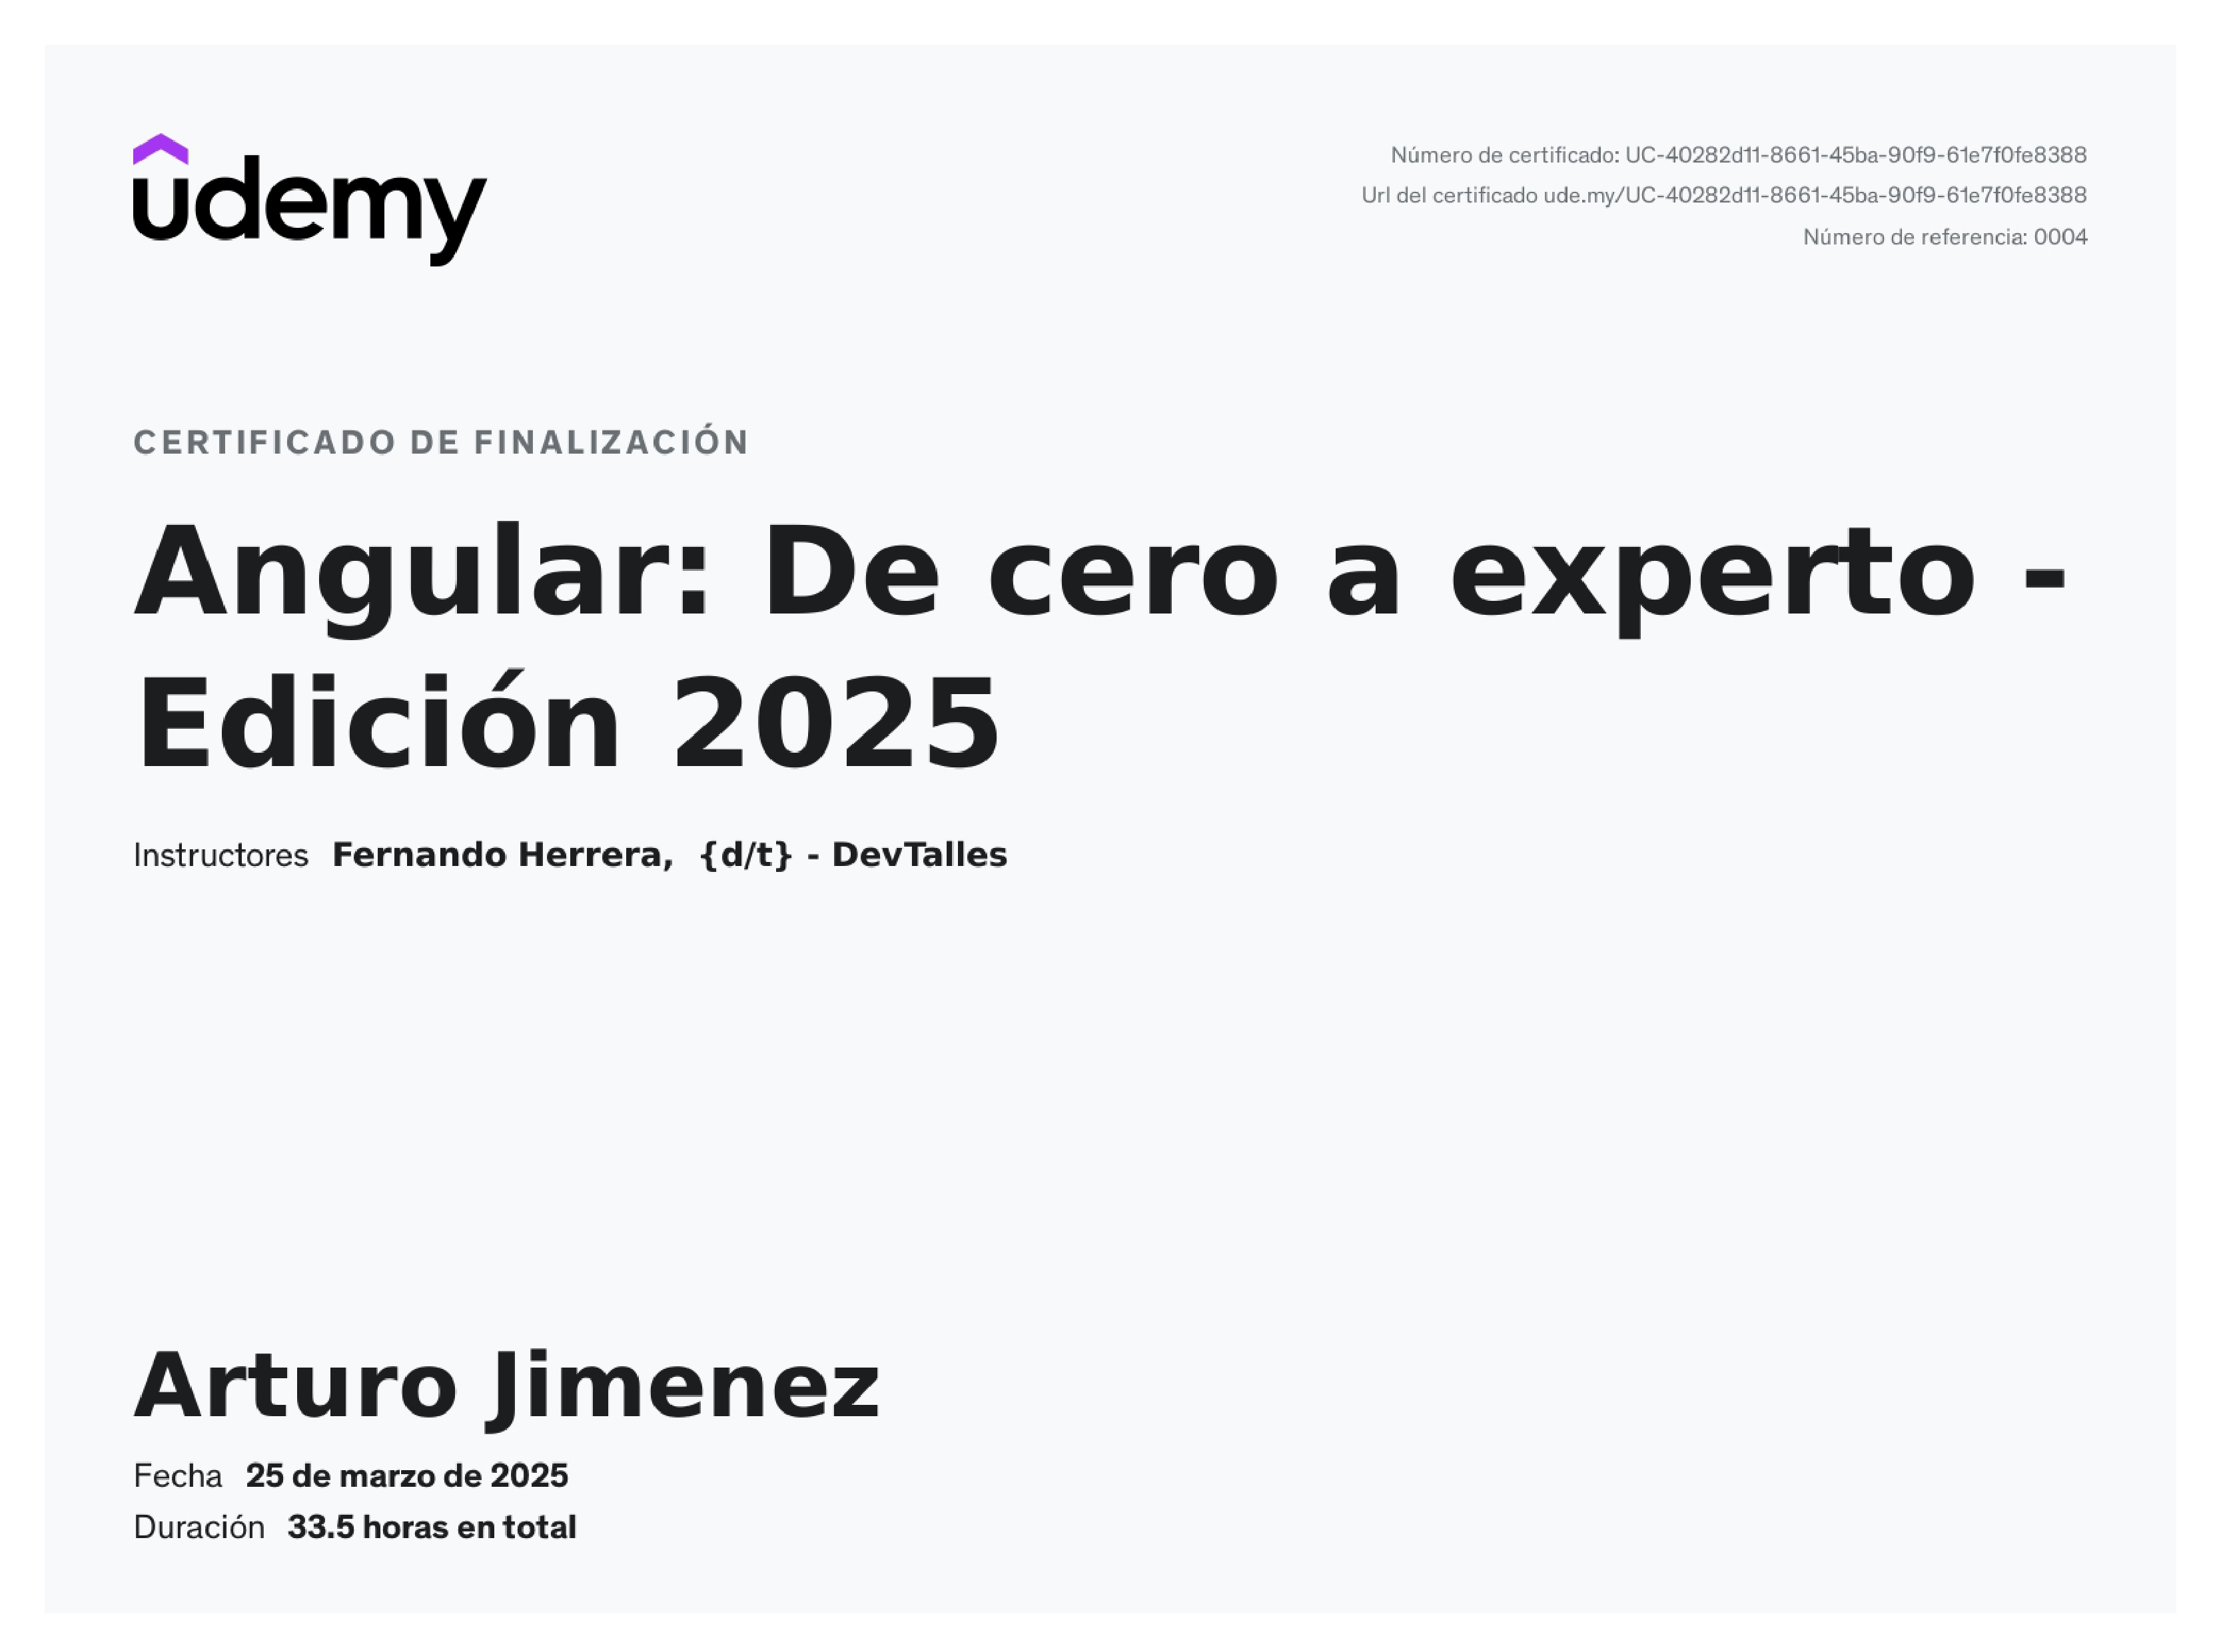 udemy
Número de certificado: UC-40282d11-8661-45ba-90f9-61e7f0fe8388
Url del certificado ude.my/UC-40282d11-8661-45ba-90f9-61e7f0fe8388
Número de referencia: 0004
CERTIFICADO DE FINALIZACIÓN
Angular: De cero a experto -
Edición 2025
Instructores Fernando Herrera, {d/t} - DevTalles
Arturo Jimenez
Fecha 25 de marzo de 2025
Duración 33.5 horas en total